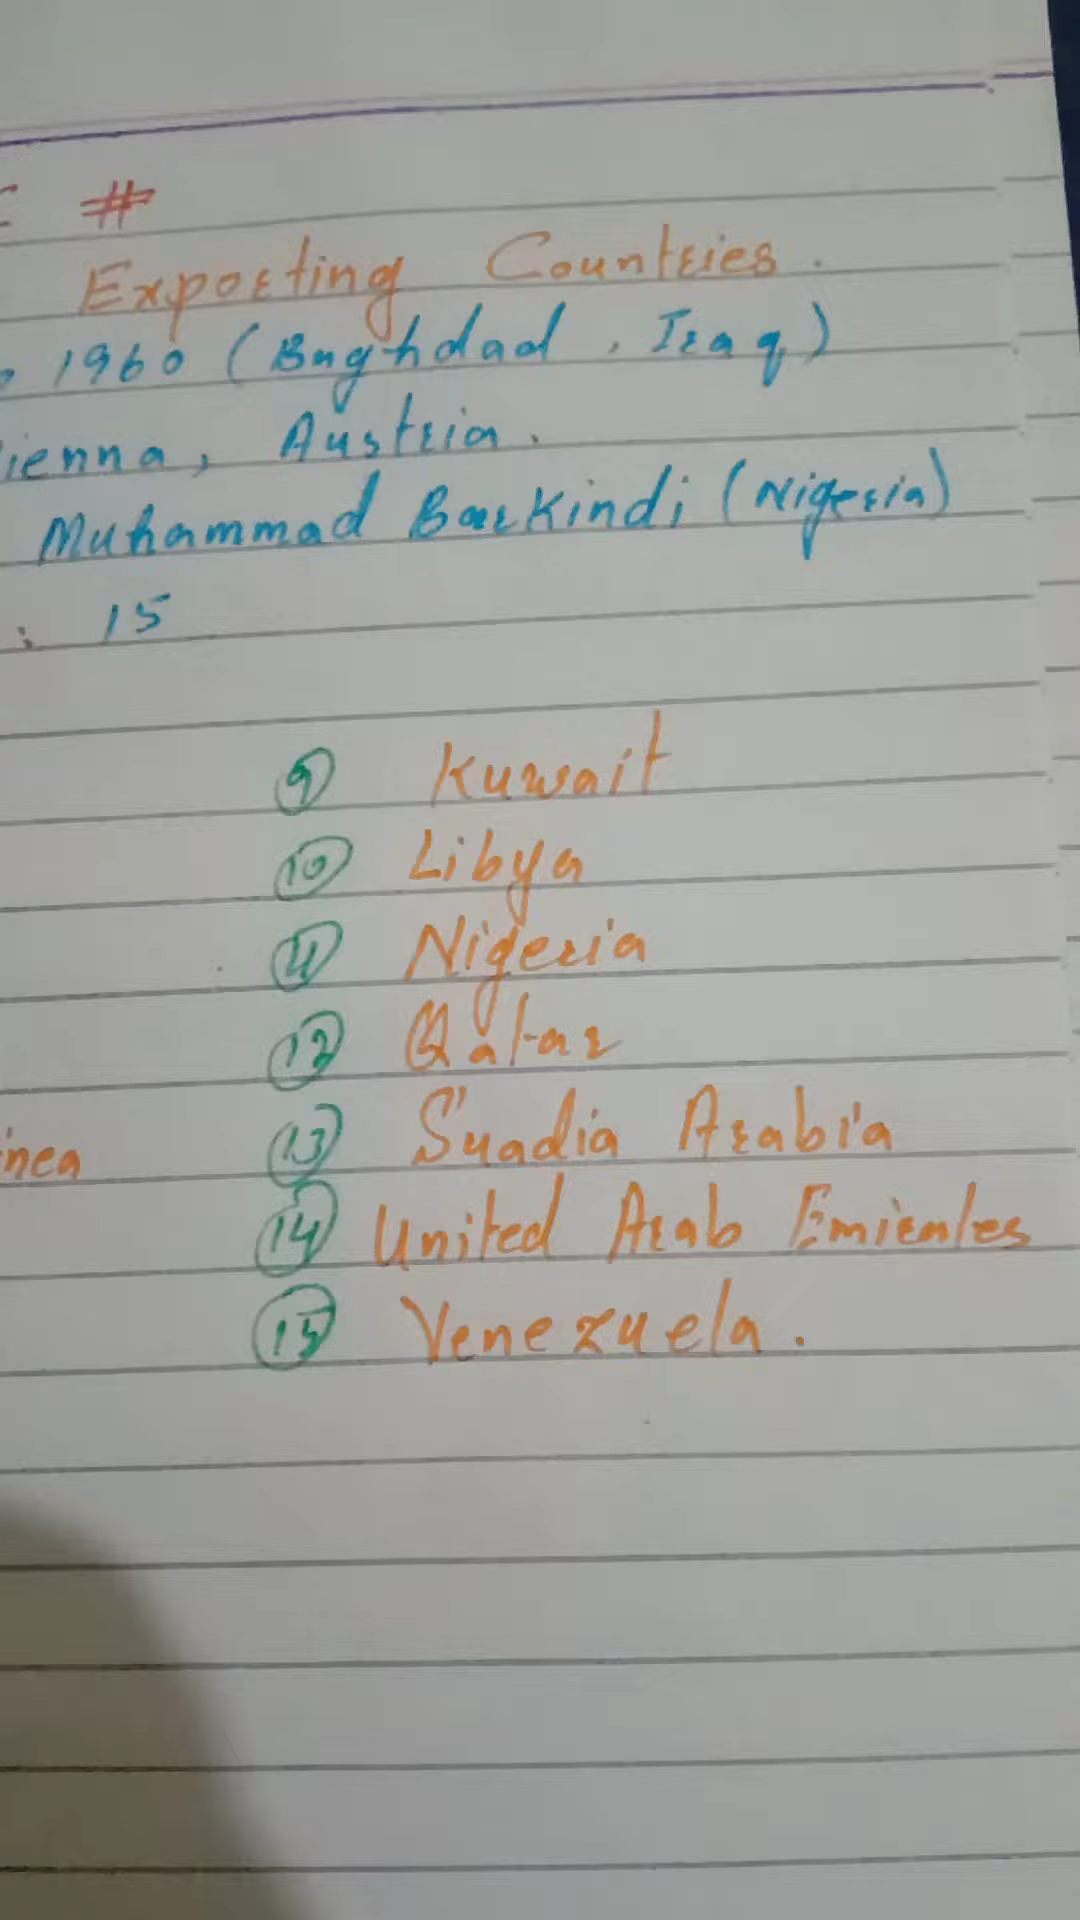 #
Exporting Countries.
1960 (Baghdad, Iraq)
ienna, Austria.
Muhammad Barkindi (Nigeria)
: 15
9 Kuwait
10 Libya
11 Nigeria
12 Qatar
inea 13 Suadia Arabia
14 United Arab Emirates
15 Venezuela.